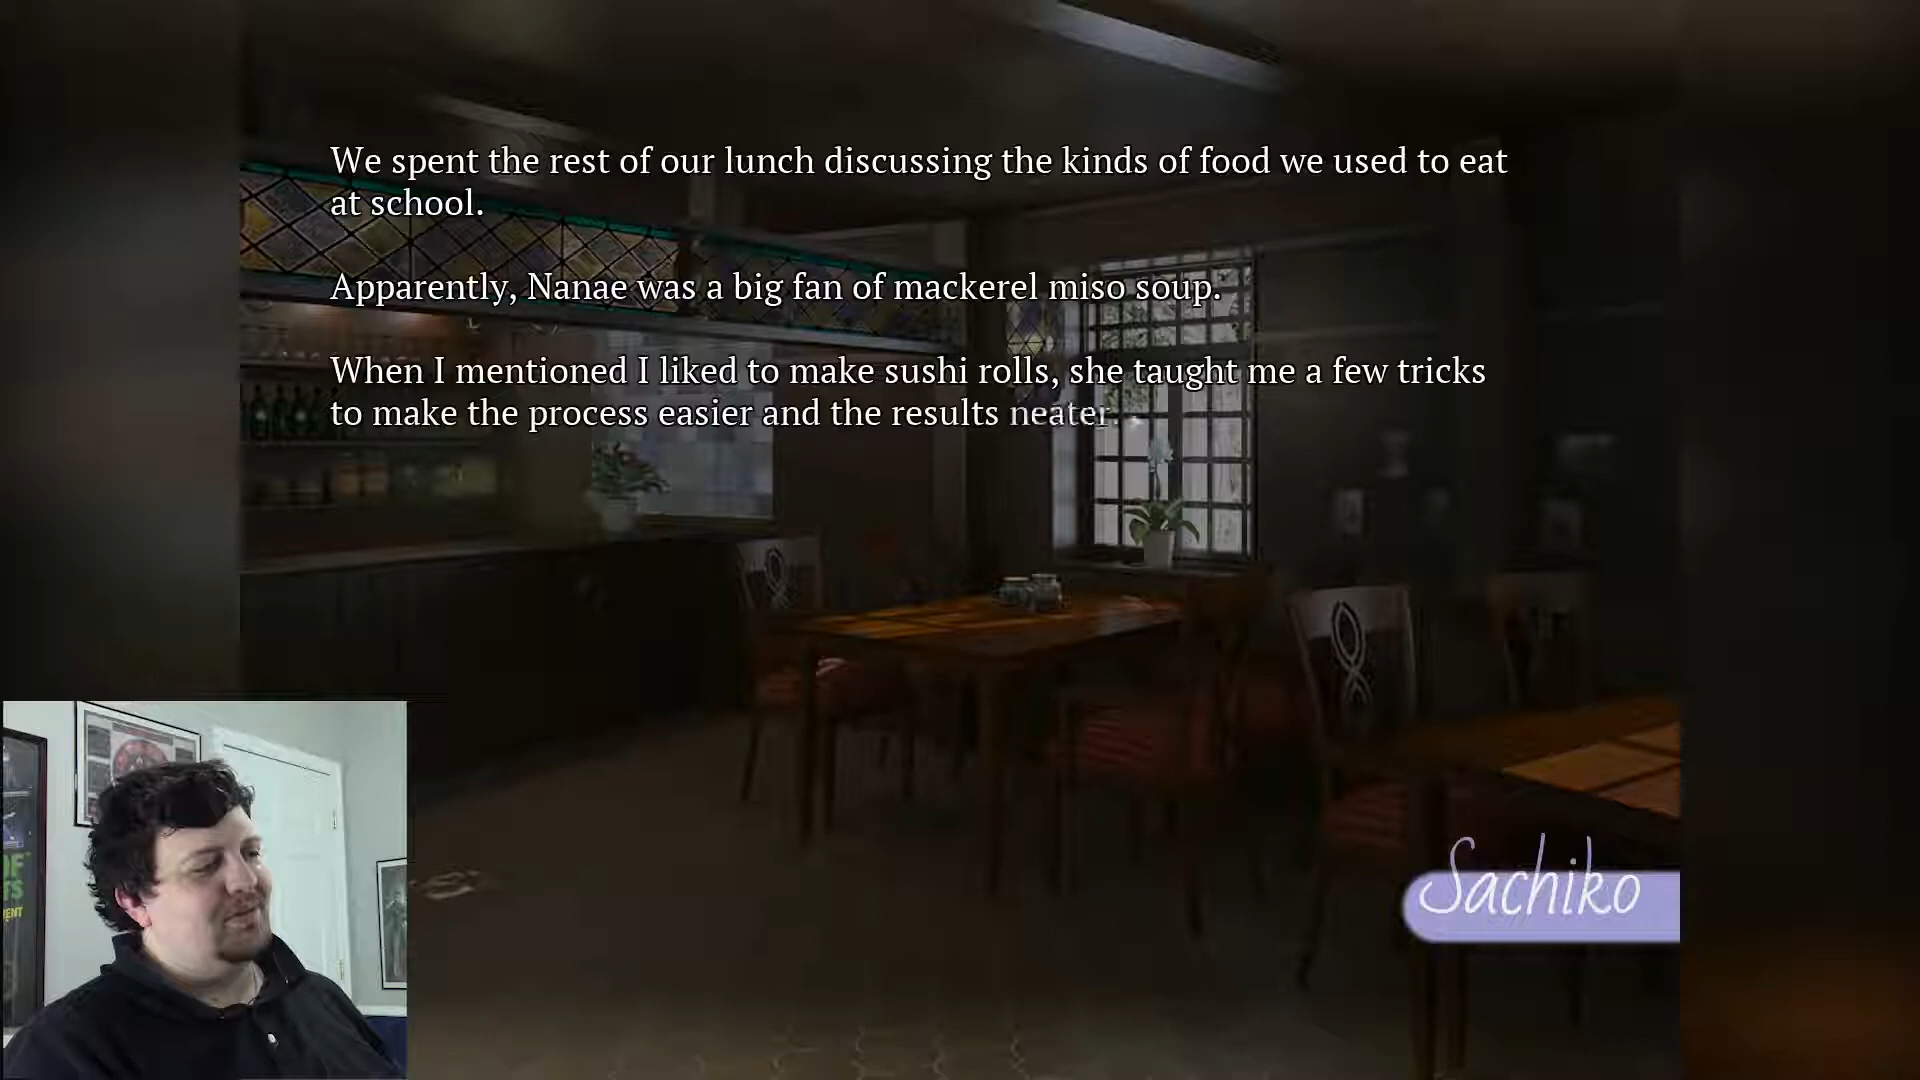 We spent the rest of our lunch discussing the kinds of food we used to eat
at school.
Apparently, Nanae was a big fan of mackerel miso soup.
When I mentioned I liked to make sushi rolls, she taught me a few tricks
to make the process easier and the results neater.
Sachiko